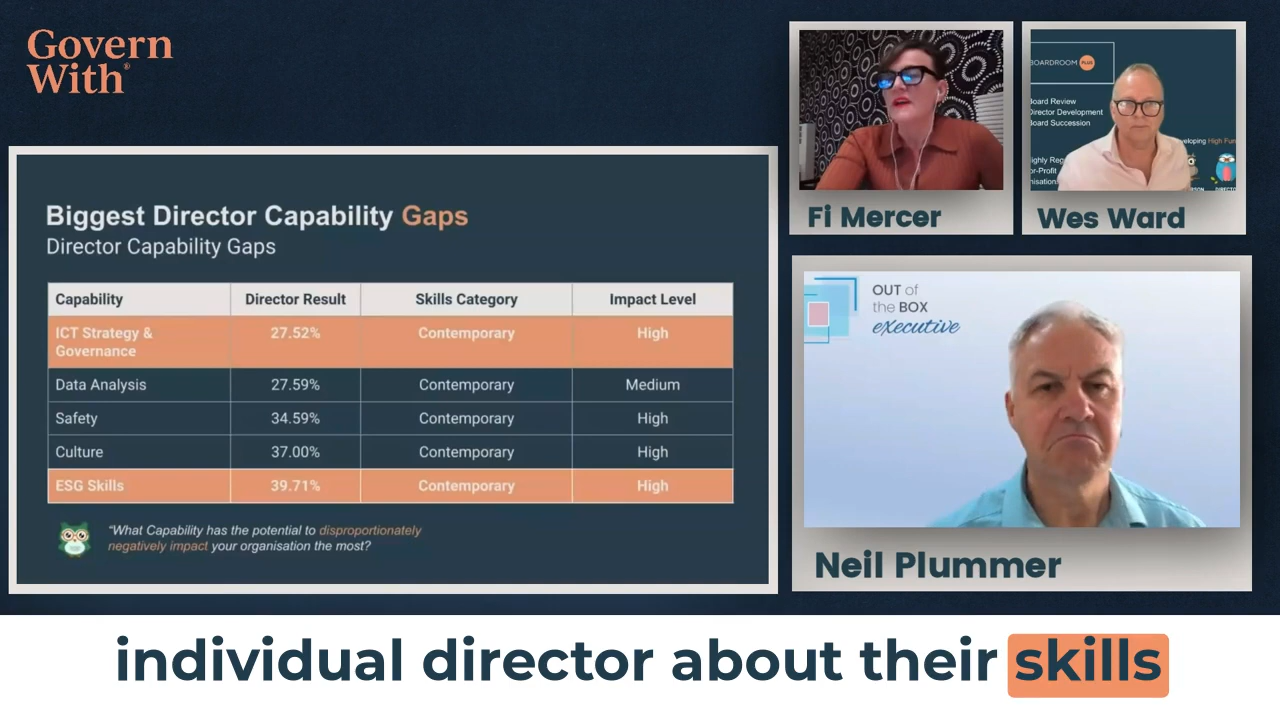 Govern
With®
Biggest Director Capability Gaps
Director Capability Gaps
Capability Director Result Skills Category Impact Level
ICT Strategy & Governance 27.52% Contemporary High
Data Analysis 27.59% Contemporary Medium
Safety 34.59% Contemporary High
Culture 37.00% Contemporary High
ESG Skills 39.71% Contemporary High
"What Capability has the potential to disproportionately
negatively impact your organisation the most?
Fi Mercer
BOARDROOM PLUS
Board Review
Director Development
Board Succession
Wes Ward
OUT of
the BOX
executive
Neil Plummer
individual director about their skills